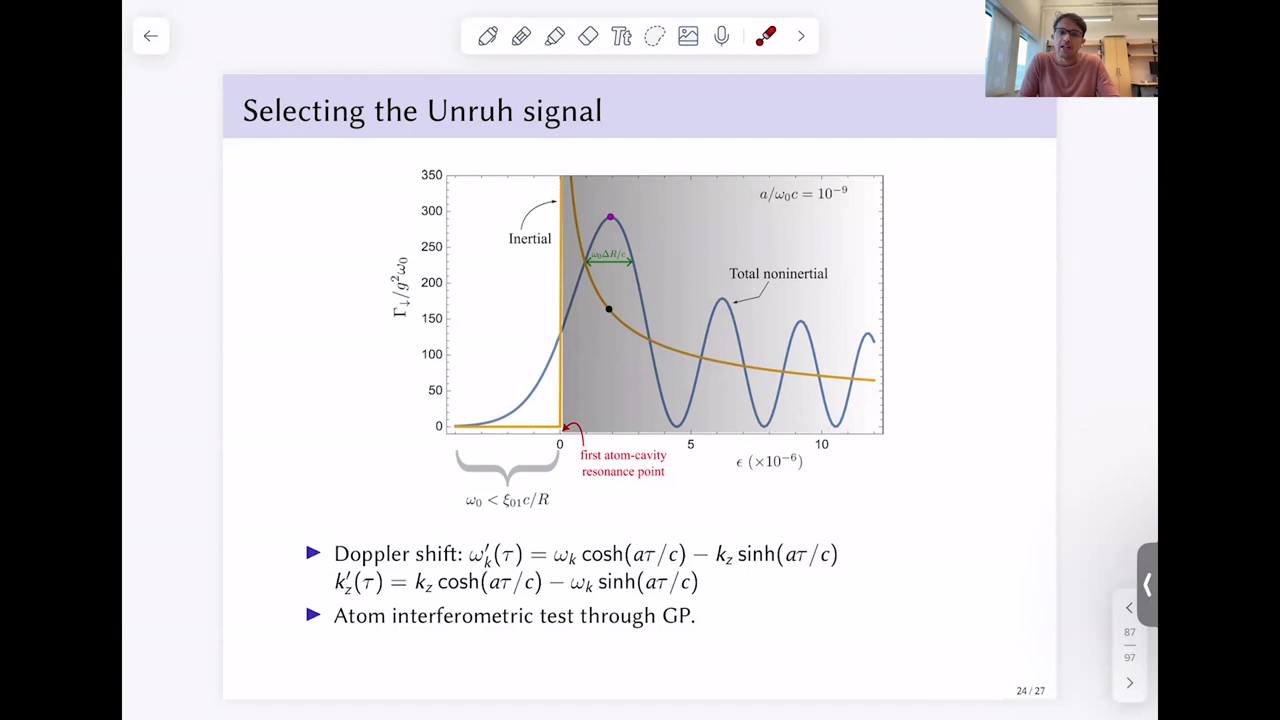 Tt
Selecting the Unruh signal
350
300
250
200
150
100
50
0
Γ↓/g²ω₀
a/ω₀c = 10⁻⁹
Inertial
ω₀ΔR/c
Total noninertial
0
5
10
ϵ (×10⁻⁶)
first atom-cavity
resonance point
ω₀ < ξ₀₁c/R
Doppler shift: ω′ₖ(τ) = ωₖ cosh(aτ/c) − k_z sinh(aτ/c)
k′_z(τ) = k_z cosh(aτ/c) − ωₖ sinh(aτ/c)
Atom interferometric test through GP.
87
97
24 / 27